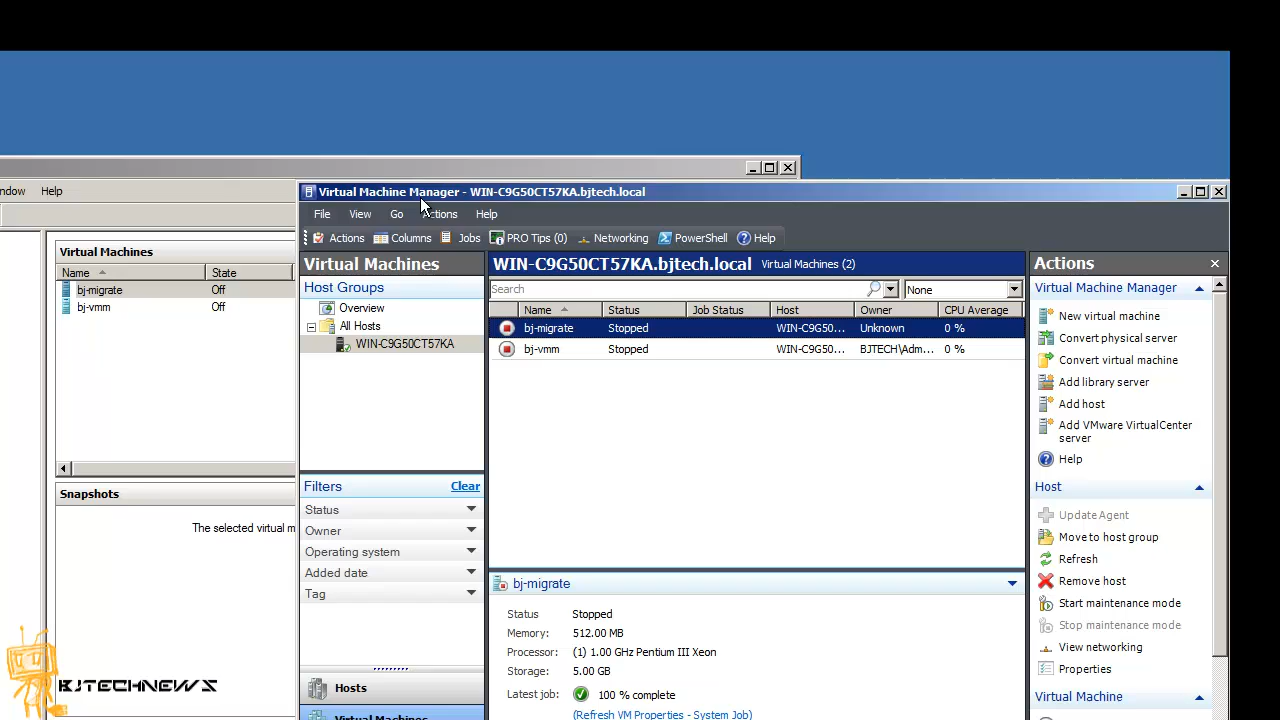 ndow Help
Virtual Machines
Name State
bj-migrate Off
bj-vmm Off
Snapshots
The selected virtual m
BJTECHNEWS
Virtual Machine Manager - WIN-C9G50CT57KA.bjtech.local
File View Go Actions Help
Actions Columns Jobs PRO Tips (0) Networking PowerShell Help
Virtual Machines
Host Groups
Overview
All Hosts
WIN-C9G50CT57KA
Filters Clear
Status
Owner
Operating system
Added date
Tag
Hosts
Virtual Machines
WIN-C9G50CT57KA.bjtech.local Virtual Machines (2)
Search None
Name Status Job Status Host Owner CPU Average
bj-migrate Stopped WIN-C9G50... Unknown 0 %
bj-vmm Stopped WIN-C9G50... BJTECH\Adm... 0 %
bj-migrate
Status Stopped
Memory: 512.00 MB
Processor: (1) 1.00 GHz Pentium III Xeon
Storage: 5.00 GB
Latest job: 100 % complete
(Refresh VM Properties - System Job)
Actions
Virtual Machine Manager
New virtual machine
Convert physical server
Convert virtual machine
Add library server
Add host
Add VMware VirtualCenter
server
Help
Host
Update Agent
Move to host group
Refresh
Remove host
Start maintenance mode
Stop maintenance mode
View networking
Properties
Virtual Machine